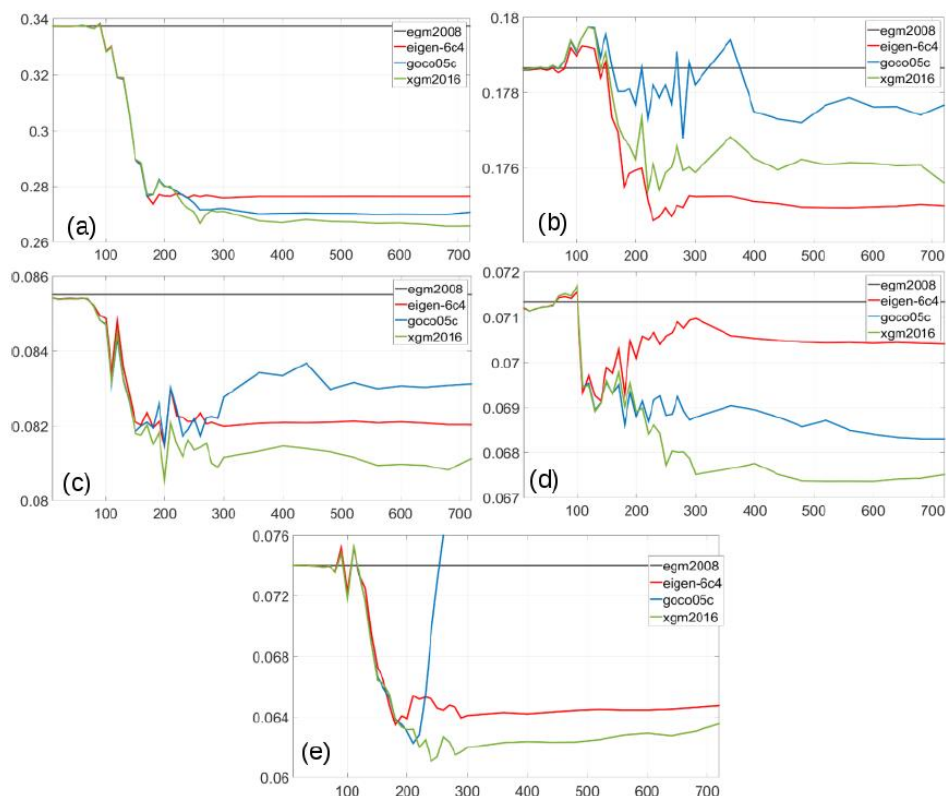 0.34
0.32
0.3
0.28
0.26
100 200 300 400 500 600 700
egm2008
eigen-6c4
goco05c
xgm2016
(a)
0.18
0.178
0.176
100 200 300 400 500 600 700
egm2008
eigen-6c4
goco05c
xgm2016
(b)
0.086
0.084
0.082
0.08
100 200 300 400 500 600 700
egm2008
eigen-6c4
goco05c
xgm2016
(c)
0.072
0.071
0.07
0.069
0.068
0.067
100 200 300 400 500 600 700
egm2008
eigen-6c4
goco05c
xgm2016
(d)
0.076
0.072
0.068
0.064
0.06
100 200 300 400 500 600 700
egm2008
eigen-6c4
goco05c
xgm2016
(e)